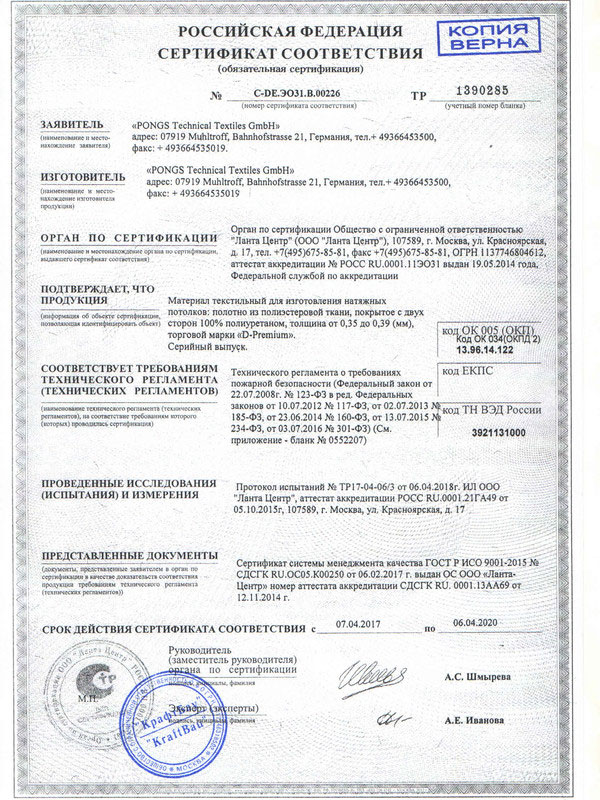 РОССИЙСКАЯ ФЕДЕРАЦИЯ
КОПИЯ
ВЕРНА
СЕРТИФИКАТ СООТВЕТСТВИЯ
(обязательная сертификация)
№ C-DE.ЭО31.В.00226 ТР 1390285
(номер сертификата соответствия) (учетный номер бланка)
ЗАЯВИТЕЛЬ
(наименование и место-
нахождение заявителя)
«PONGS Technical Textiles GmbH»
адрес: 07919 Muhltroff, Bahnhofstrasse 21, Германия, тел.+ 49366453500,
факс: + 493664535019.
ИЗГОТОВИТЕЛЬ
(наименование и место-
нахождение изготовителя
продукции)
«PONGS Technical Textiles GmbH»
адрес: 07919 Muhltroff, Bahnhofstrasse 21, Германия, тел.+ 49366453500,
факс: + 493664535019
ОРГАН ПО СЕРТИФИКАЦИИ
(наименование и местонахождение органа по сертификации,
выдавшего сертификат соответствия)
Орган по сертификации Общество с ограниченной ответственностью
"Ланта Центр" (ООО "Ланта Центр"), 107589, г. Москва, ул. Красноярская,
д. 17, тел. +7(495)675-85-81, факс +7(495)675-85-81, ОГРН 1137746804612,
аттестат аккредитации № РОСС RU.0001.11ЭО31 выдан 19.05.2014 года,
Федеральной службой по аккредитации
ПОДТВЕРЖДАЕТ, ЧТО
ПРОДУКЦИЯ
(информация об объекте сертификации,
позволяющая идентифицировать объект)
Материал текстильный для изготовления натяжных
потолков: полотно из полиэстеровой ткани, покрытое с двух
сторон 100% полиуретаном, толщина от 0,35 до 0,39 (мм),
торговой марки «D-Premium».
Серийный выпуск.
код ОК 005 (ОКП)
Код ОК 034(ОКПД 2)
13.96.14.122
СООТВЕТСТВУЕТ ТРЕБОВАНИЯМ
ТЕХНИЧЕСКОГО РЕГЛАМЕНТА
(ТЕХНИЧЕСКИХ РЕГЛАМЕНТОВ)
(наименование технического регламента (технических
регламентов), на соответствие требованиям которого
(которых) проводилась сертификация)
Технического регламента о требованиях
пожарной безопасности (Федеральный закон от
22.07.2008г. № 123-ФЗ в ред. Федеральных
законов от 10.07.2012 № 117-ФЗ, от 02.07.2013 №
185-ФЗ, от 23.06.2014 № 160-ФЗ, от 13.07.2015 №
234-ФЗ, от 03.07.2016 № 301-ФЗ) (См.
приложение - бланк № 0552207)
код ЕКПС
код ТН ВЭД России
3921131000
ПРОВЕДЕННЫЕ ИССЛЕДОВАНИЯ
(ИСПЫТАНИЯ) И ИЗМЕРЕНИЯ
Протокол испытаний № ТР17-04-06/3 от 06.04.2018г. ИЛ ООО
"Ланта Центр", аттестат аккредитации РОСС RU.0001.21ГА49 от
05.10.2015г, 107589, г. Москва, ул. Красноярская, д. 17
ПРЕДСТАВЛЕННЫЕ ДОКУМЕНТЫ
(документы, представленные заявителем в орган по
сертификации в качестве доказательств соответствия
продукции требованиям технического регламента
(технических регламентов))
Сертификат системы менеджмента качества ГОСТ Р ИСО 9001-2015 №
СДСГК RU.ОС05.К00250 от 06.02.2017 г. выдан ОС ООО «Ланта-
Центр» номер аттестата аккредитации СДСГК RU. 0001.13АА69 от
12.11.2014 г.
СРОК ДЕЙСТВИЯ СЕРТИФИКАТА СООТВЕТСТВИЯ с 07.04.2017 по 06.04.2020
Руководитель
(заместитель руководителя)
органа по сертификации
подпись, инициалы, фамилия
А.С. Шмырева
М.П.
Эксперт (эксперты)
подпись, инициалы, фамилия
А.Е. Иванова
КрафтБау
"KraftBau"
МОСКВА